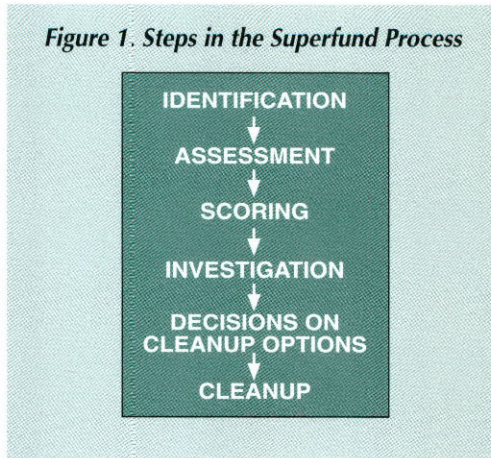 Figure 1. Steps in the Superfund Process
IDENTIFICATION
ASSESSMENT
SCORING
INVESTIGATION
DECISIONS ON
CLEANUP OPTIONS
CLEANUP